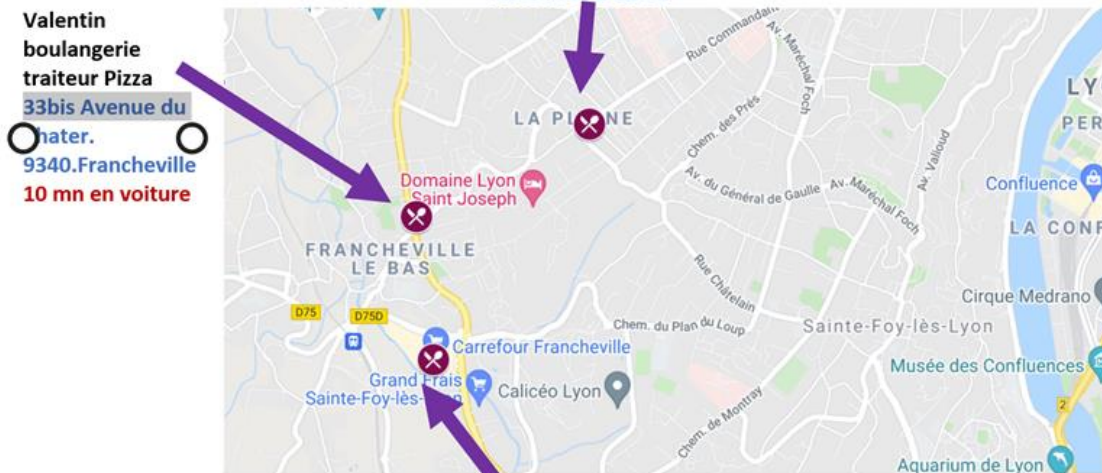 Valentin
boulangerie
traiteur Pizza
33bis Avenue du
hater.
9340.Francheville
10 mn en voiture
Rue Commandant
Av. Maréchal Foch
LA PL NE
Chem. des Prés
Av. Valioud
LY
PER
Domaine Lyon
Saint Joseph
Av. du Général de Gaulle
Av. Maréchal Foch
Confluence
LA CONF
FRANCHEVILLE
LE BAS
Rue Châtelain
Cirque Medrano
D75
D75D
Chem. du Plan du Loup
Sainte-Foy-lès-Lyon
Carrefour Francheville
Musée des Confluences
Grand Frais
Sainte-Foy-lès-
Calicéo Lyon
Chem. de Montray
2
Aquarium de Lyon